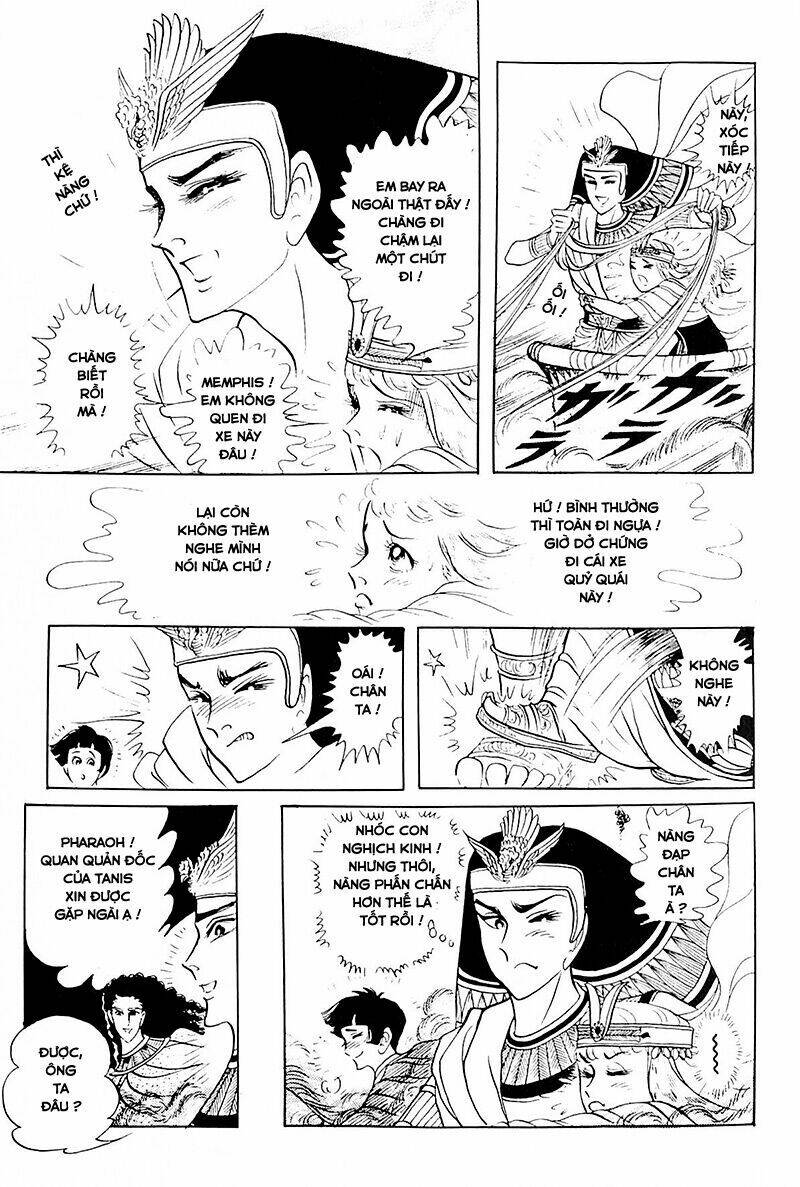 NÀY,
XÓC
TIẾP
NÀY !
ỐI
ỐI !
ガラ
ガラ
EM BAY RA
NGOÀI THẬT ĐẤY !
CHÀNG ĐI
CHẬM LẠI
MỘT CHÚT
ĐI !
THÌ
KỆ
NÀNG
CHỨ !
MEMPHIS !
EM KHÔNG
QUEN ĐI
XE NÀY
ĐÂU !
CHÀNG
BIẾT
RỒI
MÀ !
HỨ ! BÌNH THƯỜNG
THÌ TOÀN ĐI NGỰA !
GIỜ DỞ CHỨNG
ĐI CÁI XE
QUỶ QUÁI
NÀY !
LẠI CÒN
KHÔNG THÈM
NGHE MÌNH
NÓI NỮA CHỨ !
KHÔNG
NGHE
NÀY !
OÁI !
CHÂN
TA !
NÀNG
ĐẠP
CHÂN
TA
À ?
NHÓC CON
NGHỊCH KINH !
NHƯNG THÔI,
NÀNG PHẤN CHẤN
HƠN THẾ LÀ
TỐT RỒI !
PHARAOH !
QUAN QUẢN ĐỐC
CỦA TANIS
XIN ĐƯỢC
GẶP NGÀI Ạ !
ĐƯỢC,
ÔNG
TA
ĐÂU ?